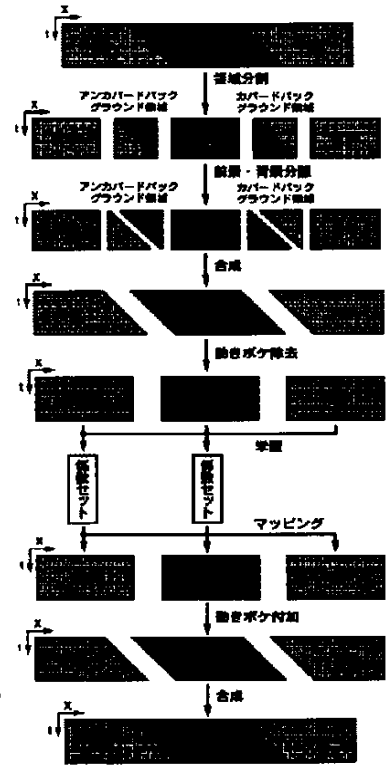 x
t
領域分割
アンカバードバック
グラウンド領域
カバードバック
グラウンド領域
x
t
前景・背景分離
アンカバードバック
グラウンド領域
カバードバック
グラウンド領域
x
t
合成
x
t
動きボケ除去
x
t
学習
係数セット
係数セット
マッピング
x
t
動きボケ付加
x
t
合成
x
t